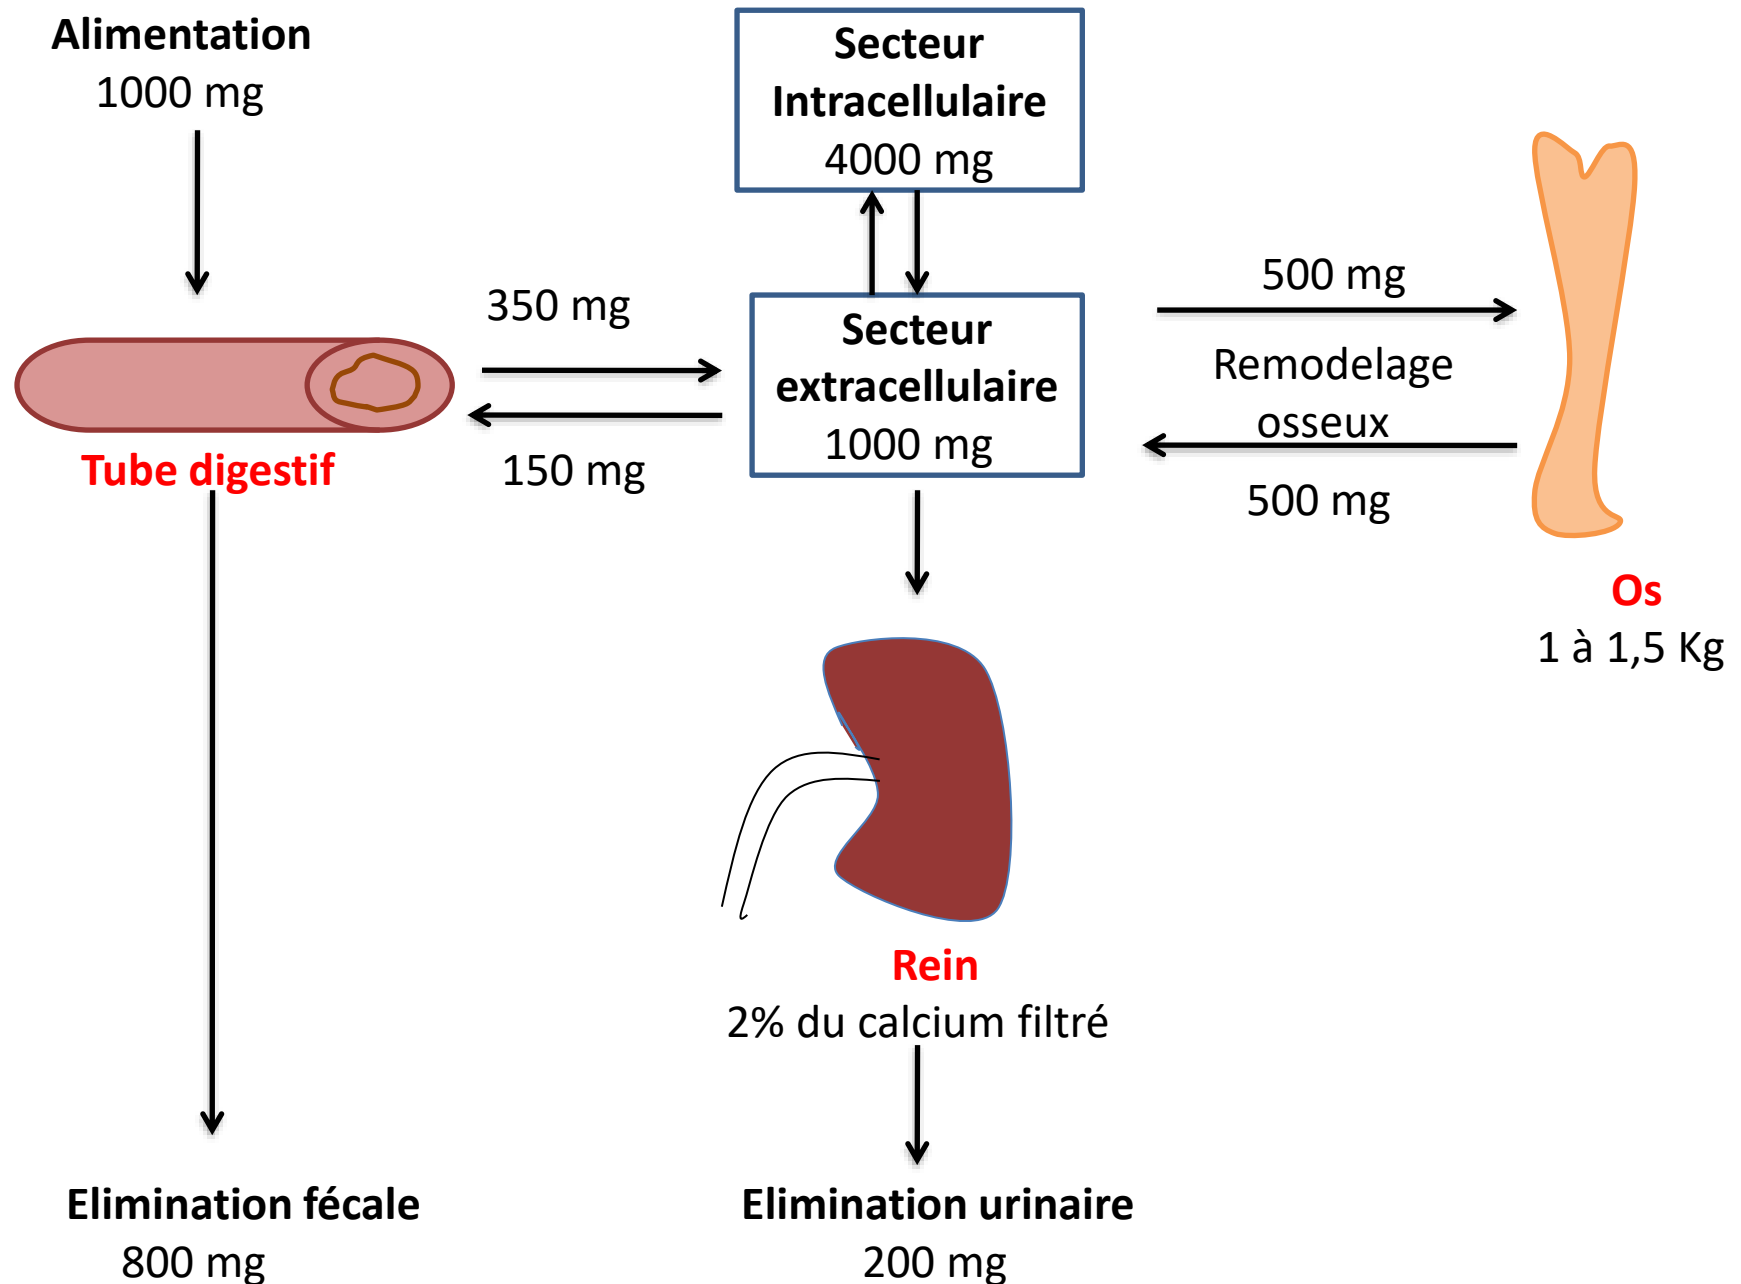 Alimentation
1000 mg
Secteur
Intracellulaire
4000 mg
350 mg
150 mg
Tube digestif
Secteur
extracellulaire
1000 mg
500 mg
Remodelage
osseux
500 mg
Os
1 à 1,5 Kg
Rein
2% du calcium filtré
Elimination fécale
800 mg
Elimination urinaire
200 mg